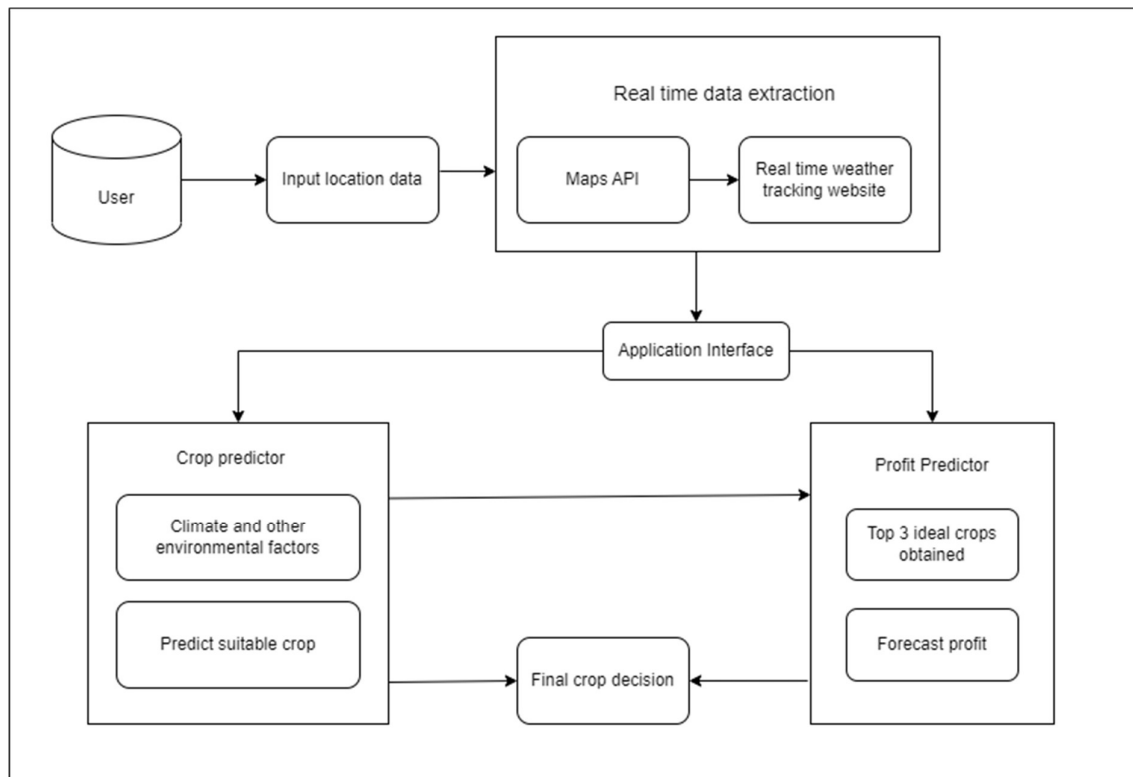 Real time data extraction
User
Input location data
Maps API
Real time weather
tracking website
Application Interface
Crop predictor
Climate and other
environmental factors
Predict suitable crop
Profit Predictor
Top 3 ideal crops
obtained
Forecast profit
Final crop decision